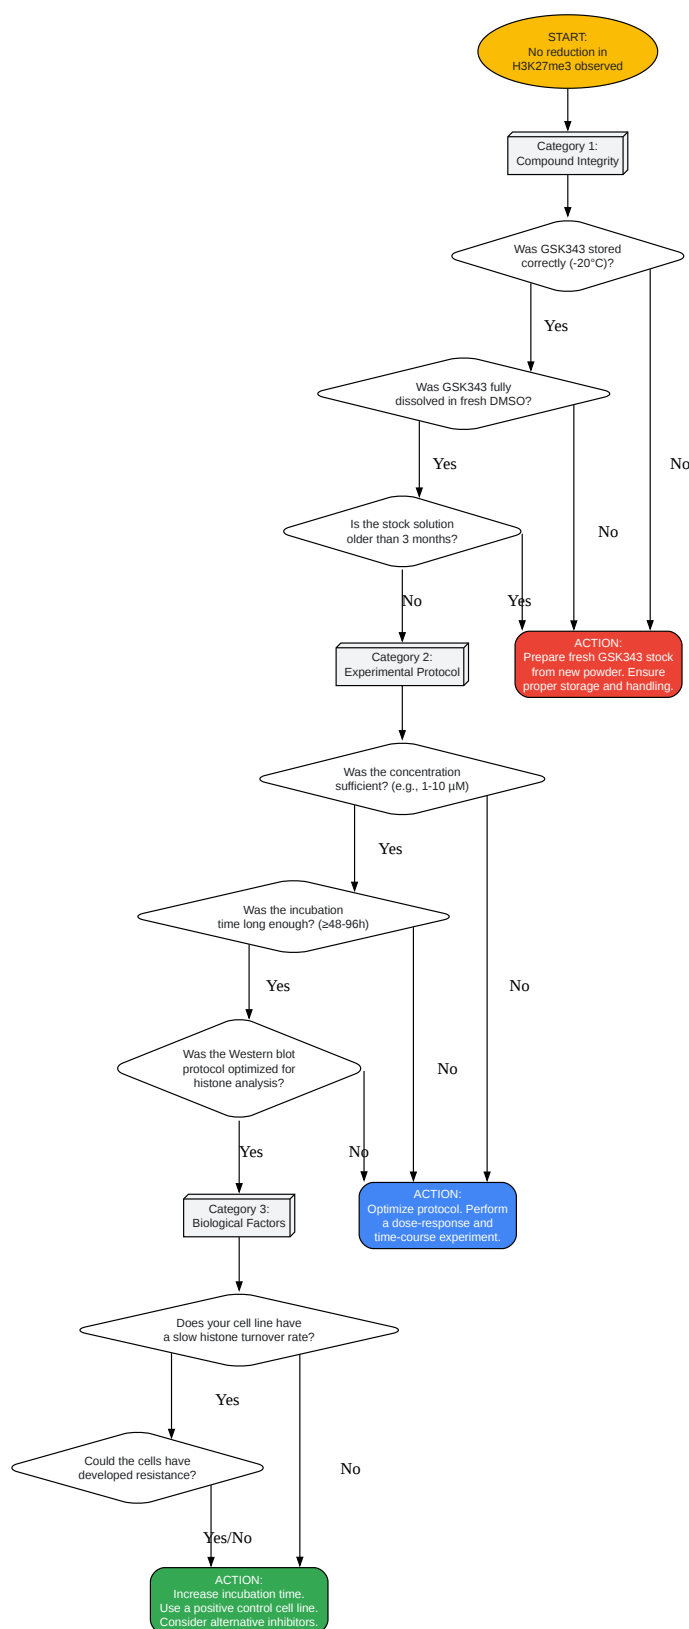 START:
No reduction in
H3K27me3 observed
Category 1:
Compound Integrity
Was GSK343 stored
correctly (-20°C)?
Yes
Was GSK343 fully
dissolved in fresh DMSO?
Yes
No
Is the stock solution
older than 3 months?
No
No
Yes
ACTION:
Prepare fresh GSK343 stock
from new powder. Ensure
proper storage and handling.
Category 2:
Experimental Protocol
Was the concentration
sufficient? (e.g., 1-10 µM)
Yes
Was the incubation
time long enough? (≥48-96h)
Yes
No
Was the Western blot
protocol optimized for
histone analysis?
No
Yes
No
ACTION:
Optimize protocol. Perform
a dose-response and
time-course experiment.
Category 3:
Biological Factors
Does your cell line have
a slow histone turnover rate?
Yes
Could the cells have
developed resistance?
No
Yes/No
ACTION:
Increase incubation time.
Use a positive control cell line.
Consider alternative inhibitors.